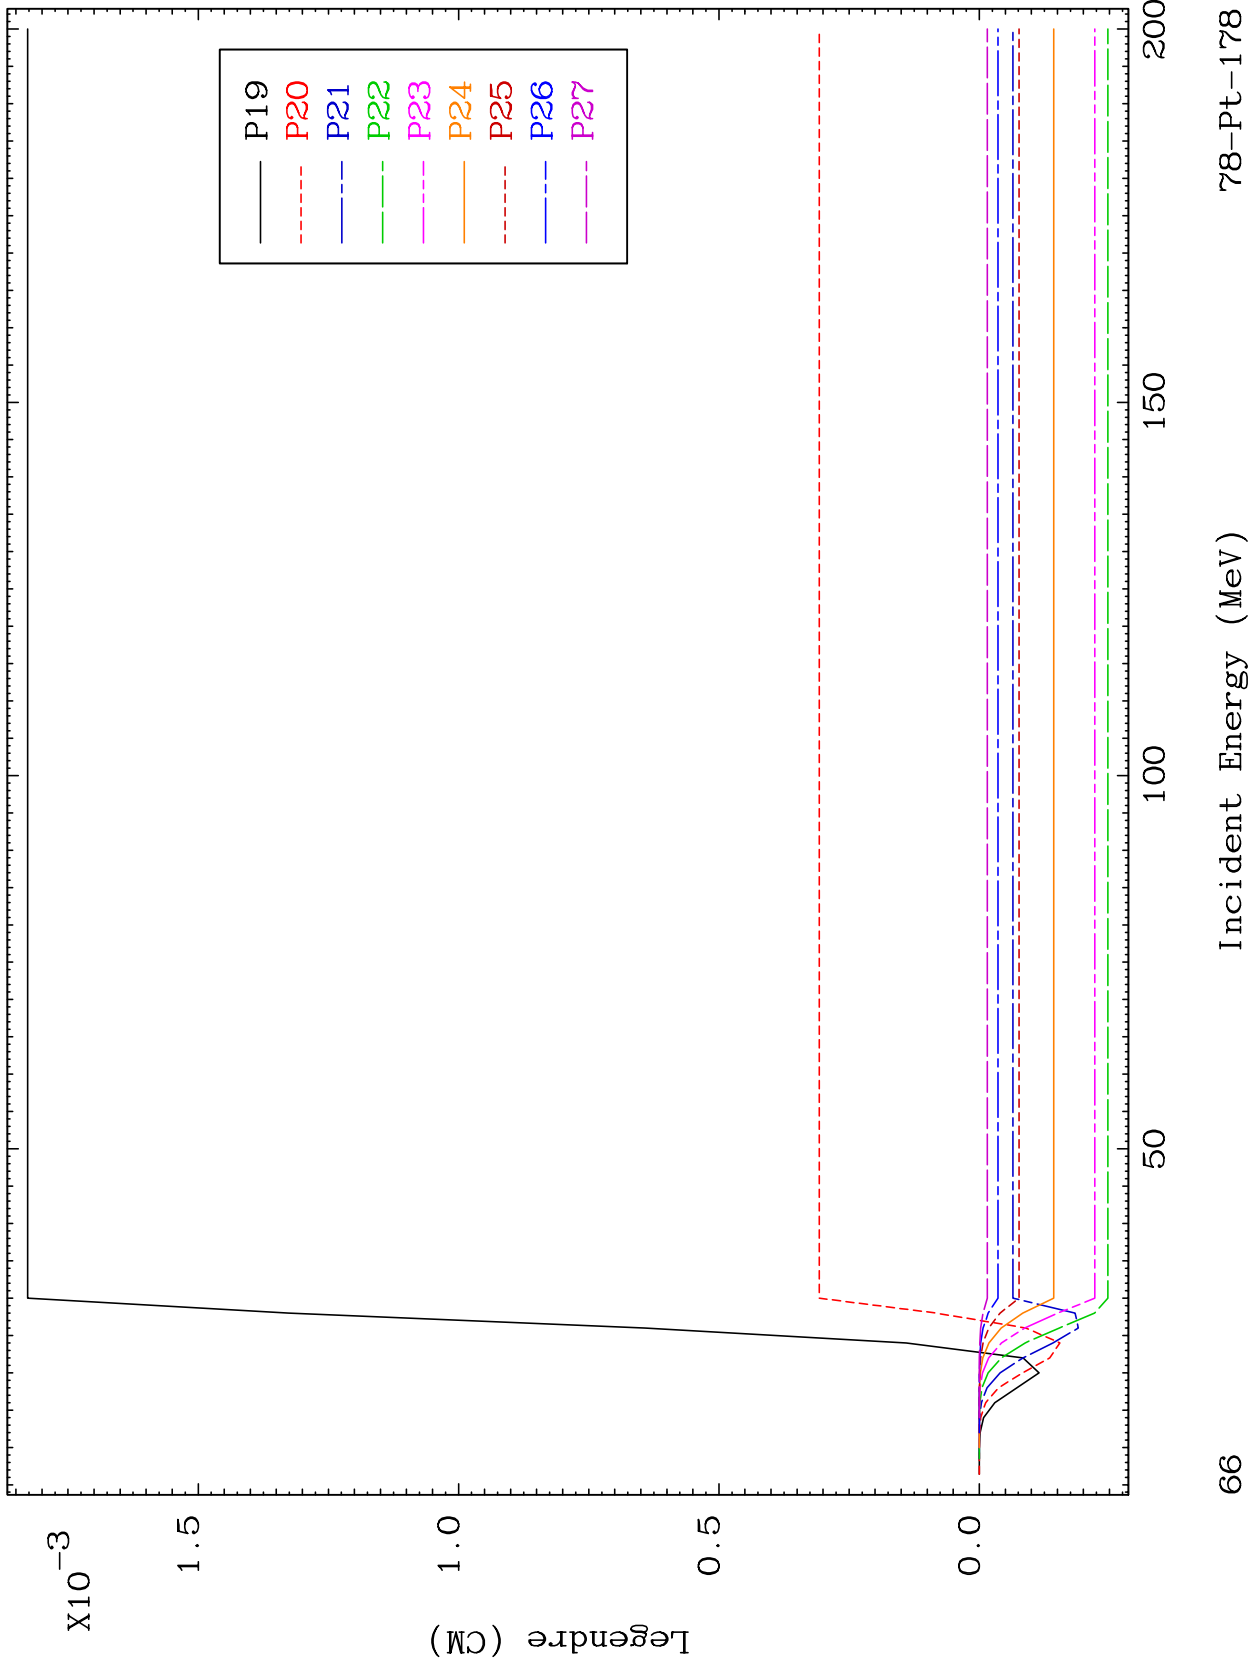 X10-3
1.5
1.0
0.5
0.0
Legendre (CM)
P19
P20
P21
P22
P23
P24
P25
P26
P27
50
100
150
200
66
Incident Energy (MeV)
78-Pt-178